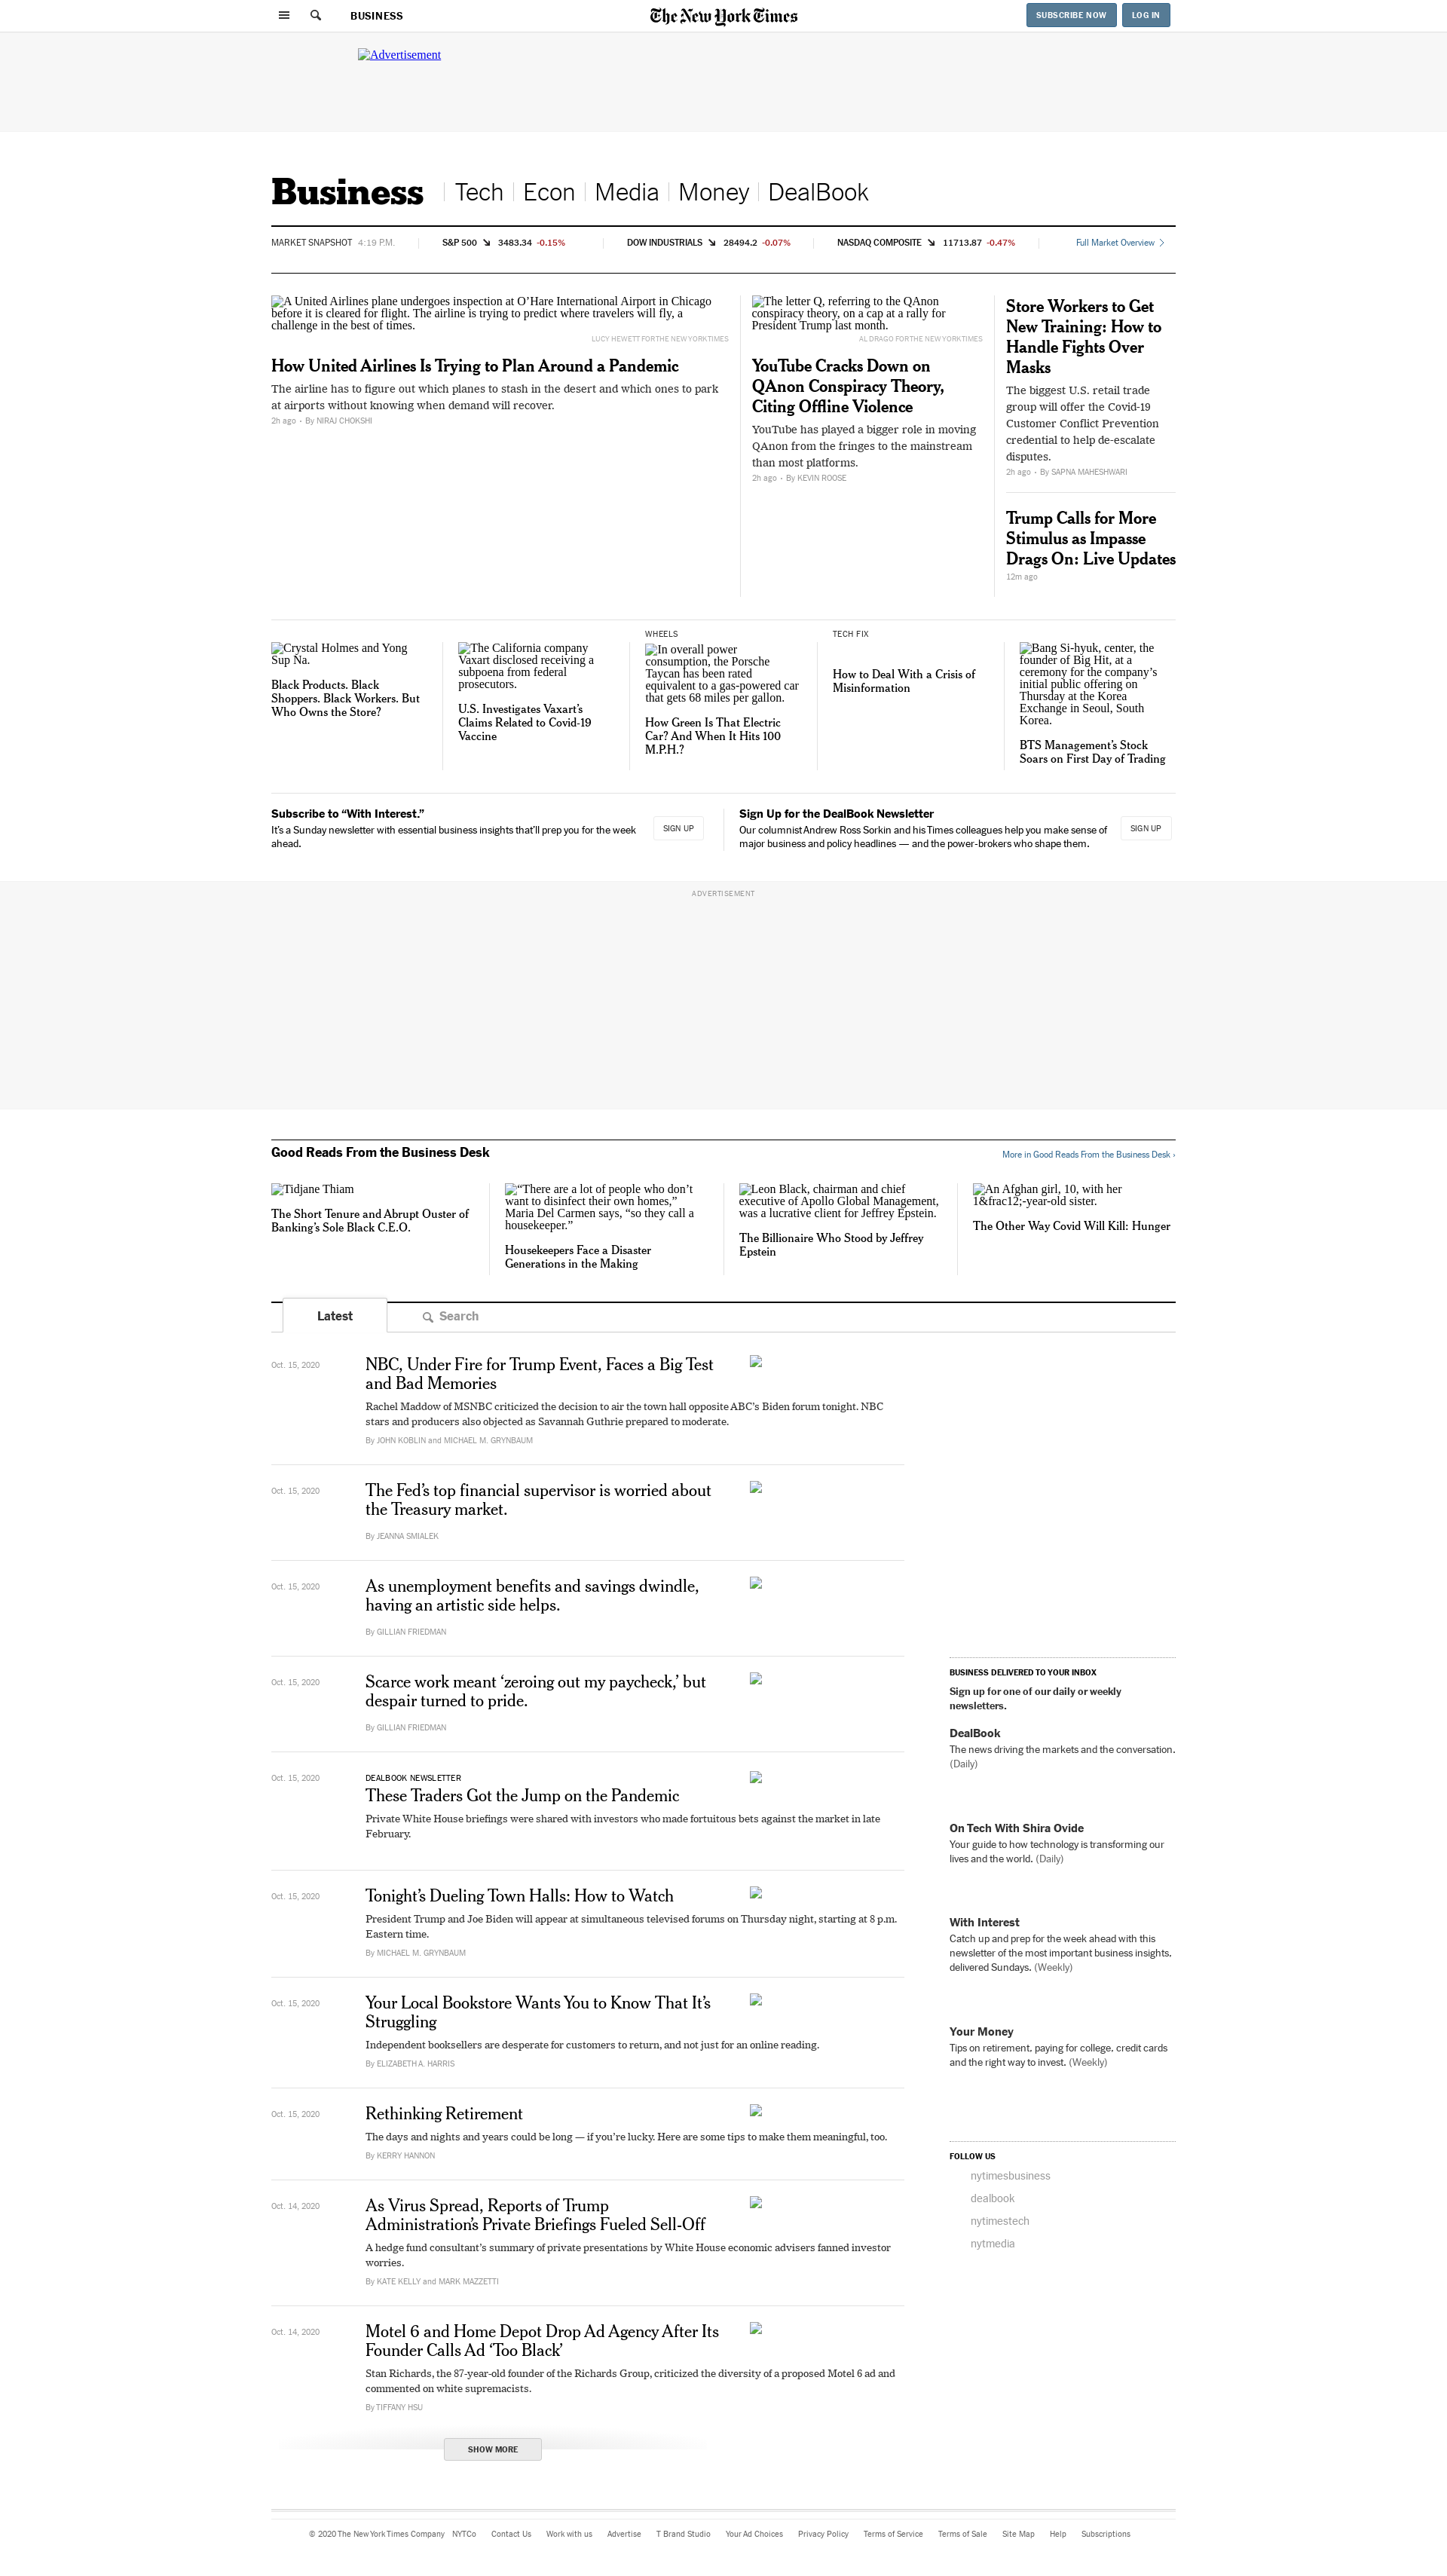 BUSINESS
The New York Times
SUBSCRIBE NOW
LOG IN
Advertisement
Business
Tech
Econ
Media
Money
DealBook
MARKET SNAPSHOT 4:19 P.M.
S&P 500 3483.34 -0.15%
DOW INDUSTRIALS 28494.2 -0.07%
NASDAQ COMPOSITE 11713.87 -0.47%
Full Market Overview
A United Airlines plane undergoes inspection at O’Hare International Airport in Chicago
before it is cleared for flight. The airline is trying to predict where travelers will fly, a
challenge in the best of times.
LUCY HEWETT FOR THE NEW YORK TIMES
How United Airlines Is Trying to Plan Around a Pandemic
The airline has to figure out which planes to stash in the desert and which ones to park
at airports without knowing when demand will recover.
2h ago • By NIRAJ CHOKSHI
The letter Q, referring to the QAnon
conspiracy theory, on a cap at a rally for
President Trump last month.
AL DRAGO FOR THE NEW YORK TIMES
YouTube Cracks Down on
QAnon Conspiracy Theory,
Citing Offline Violence
YouTube has played a bigger role in moving
QAnon from the fringes to the mainstream
than most platforms.
2h ago • By KEVIN ROOSE
Store Workers to Get
New Training: How to
Handle Fights Over
Masks
The biggest U.S. retail trade
group will offer the Covid-19
Customer Conflict Prevention
credential to help de-escalate
disputes.
2h ago • By SAPNA MAHESHWARI
Trump Calls for More
Stimulus as Impasse
Drags On: Live Updates
12m ago
Crystal Holmes and Yong
Sup Na.
Black Products. Black
Shoppers. Black Workers. But
Who Owns the Store?
The California company
Vaxart disclosed receiving a
subpoena from federal
prosecutors.
U.S. Investigates Vaxart’s
Claims Related to Covid-19
Vaccine
WHEELS
In overall power
consumption, the Porsche
Taycan has been rated
equivalent to a gas-powered car
that gets 68 miles per gallon.
How Green Is That Electric
Car? And When It Hits 100
M.P.H.?
TECH FIX
How to Deal With a Crisis of
Misinformation
Bang Si-hyuk, center, the
founder of Big Hit, at a
ceremony for the company’s
initial public offering on
Thursday at the Korea
Exchange in Seoul, South
Korea.
BTS Management’s Stock
Soars on First Day of Trading
Subscribe to “With Interest.”
It’s a Sunday newsletter with essential business insights that’ll prep you for the week
ahead.
SIGN UP
Sign Up for the DealBook Newsletter
Our columnist Andrew Ross Sorkin and his Times colleagues help you make sense of
major business and policy headlines — and the power-brokers who shape them.
SIGN UP
ADVERTISEMENT
Good Reads From the Business Desk
More in Good Reads From the Business Desk ›
Tidjane Thiam
The Short Tenure and Abrupt Ouster of
Banking’s Sole Black C.E.O.
“There are a lot of people who don’t
want to disinfect their own homes,”
Maria Del Carmen says, “so they call a
housekeeper.”
Housekeepers Face a Disaster
Generations in the Making
Leon Black, chairman and chief
executive of Apollo Global Management,
was a lucrative client for Jeffrey Epstein.
The Billionaire Who Stood by Jeffrey
Epstein
An Afghan girl, 10, with her
1&frac12;-year-old sister.
The Other Way Covid Will Kill: Hunger
Latest
Search
Oct. 15, 2020
NBC, Under Fire for Trump Event, Faces a Big Test
and Bad Memories
Rachel Maddow of MSNBC criticized the decision to air the town hall opposite ABC’s Biden forum tonight. NBC
stars and producers also objected as Savannah Guthrie prepared to moderate.
By JOHN KOBLIN and MICHAEL M. GRYNBAUM
Oct. 15, 2020
The Fed’s top financial supervisor is worried about
the Treasury market.
By JEANNA SMIALEK
Oct. 15, 2020
As unemployment benefits and savings dwindle,
having an artistic side helps.
By GILLIAN FRIEDMAN
Oct. 15, 2020
Scarce work meant ‘zeroing out my paycheck,’ but
despair turned to pride.
By GILLIAN FRIEDMAN
Oct. 15, 2020
DEALBOOK NEWSLETTER
These Traders Got the Jump on the Pandemic
Private White House briefings were shared with investors who made fortuitous bets against the market in late
February.
Oct. 15, 2020
Tonight’s Dueling Town Halls: How to Watch
President Trump and Joe Biden will appear at simultaneous televised forums on Thursday night, starting at 8 p.m.
Eastern time.
By MICHAEL M. GRYNBAUM
Oct. 15, 2020
Your Local Bookstore Wants You to Know That It’s
Struggling
Independent booksellers are desperate for customers to return, and not just for an online reading.
By ELIZABETH A. HARRIS
Oct. 15, 2020
Rethinking Retirement
The days and nights and years could be long — if you’re lucky. Here are some tips to make them meaningful, too.
By KERRY HANNON
Oct. 14, 2020
As Virus Spread, Reports of Trump
Administration’s Private Briefings Fueled Sell-Off
A hedge fund consultant’s summary of private presentations by White House economic advisers fanned investor
worries.
By KATE KELLY and MARK MAZZETTI
Oct. 14, 2020
Motel 6 and Home Depot Drop Ad Agency After Its
Founder Calls Ad ‘Too Black’
Stan Richards, the 87-year-old founder of the Richards Group, criticized the diversity of a proposed Motel 6 ad and
commented on white supremacists.
By TIFFANY HSU
SHOW MORE
BUSINESS DELIVERED TO YOUR INBOX
Sign up for one of our daily or weekly
newsletters.
DealBook
The news driving the markets and the conversation.
(Daily)
On Tech With Shira Ovide
Your guide to how technology is transforming our
lives and the world. (Daily)
With Interest
Catch up and prep for the week ahead with this
newsletter of the most important business insights,
delivered Sundays. (Weekly)
Your Money
Tips on retirement, paying for college, credit cards
and the right way to invest. (Weekly)
FOLLOW US
nytimesbusiness
dealbook
nytimestech
nytmedia
© 2020 The New York Times Company NYTCo Contact Us Work with us Advertise T Brand Studio Your Ad Choices Privacy Policy Terms of Service Terms of Sale Site Map Help Subscriptions